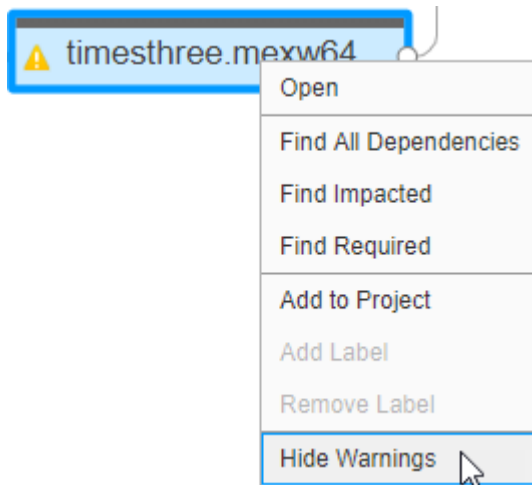 timesthree.mexw64
Open
Find All Dependencies
Find Impacted
Find Required
Add to Project
Add Label
Remove Label
Hide Warnings